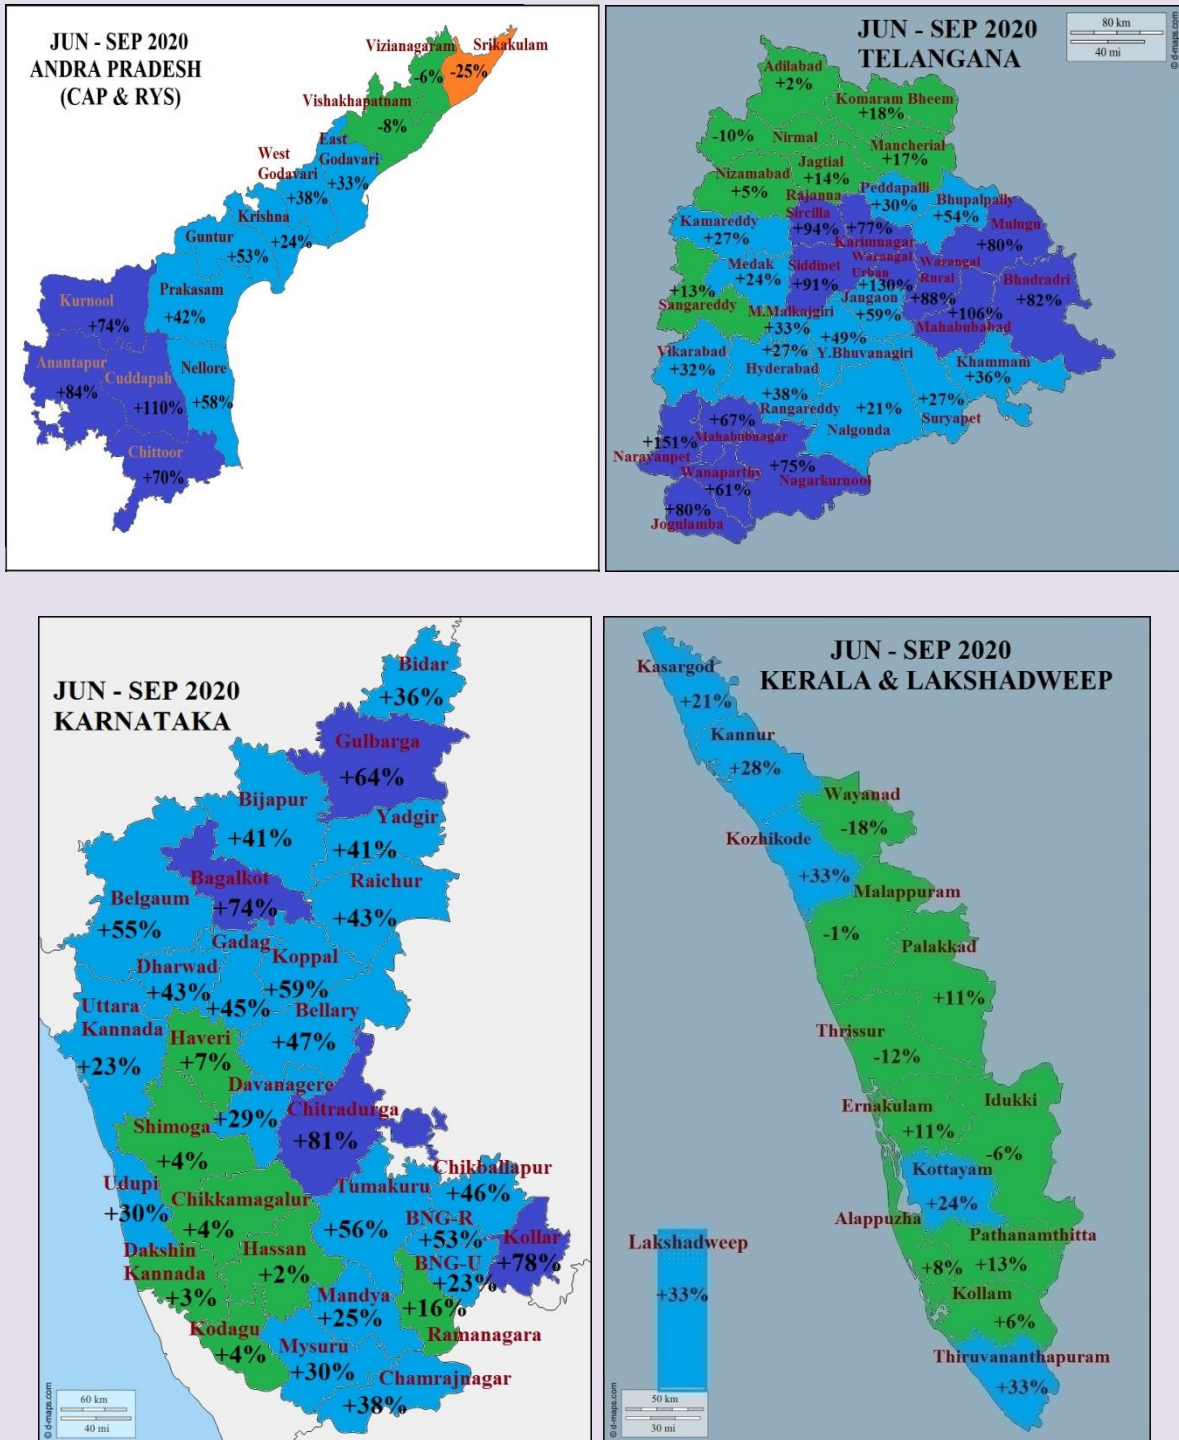 JUN - SEP 2020
ANDRA PRADESH
(CAP & RYS)
Vizianagaram
Srikakulam
-6%
-25%
Vishakhapatnam
-8%
East
Godavari
+33%
West
Godavari
+38%
Krishna
+24%
Guntur
+53%
Prakasam
+42%
Kurnool
+74%
Anantapur
+84%
Cuddapah
+110%
Nellore
+58%
Chittoor
+70%
JUN - SEP 2020
TELANGANA
80 km
40 mi
© d-maps.com
Adilabad
+2%
Komaram Bheem
+18%
-10%
Nirmal
Mancherial
+17%
Nizamabad
+5%
Jagtial
+14%
Rajanna
Sircilla
+94%
Peddapalli
+30%
Bhupalpally
+54%
Mulugu
+80%
Kamareddy
+27%
+77%
Karimnagar
Warangal
Urban
+130%
Warangal
Rural
+88%
Bhadradri
+82%
Medak
+24%
Siddipet
+91%
Jangaon
+59%
+106%
Mahabubabad
+13%
Sangareddy
M.Malkajgiri
+33%
+49%
Y.Bhuvanagiri
Vikarabad
+32%
+27%
Hyderabad
Khammam
+36%
+38%
Rangareddy
+21%
Nalgonda
+27%
Suryapet
+67%
Mahabubnagar
+151%
Narayanpet
+75%
Nagarkurnool
Wanaparthy
+61%
+80%
Jogulamba
JUN - SEP 2020
KARNATAKA
Bidar
+36%
Gulbarga
+64%
Bijapur
+41%
Yadgir
+41%
Bagalkot
+74%
Raichur
+43%
Belgaum
+55%
Gadag
+45%
Koppal
+59%
Dharwad
+43%
Bellary
+47%
Uttara
Kannada
+23%
Haveri
+7%
Davanagere
+29%
Chitradurga
+81%
Shimoga
+4%
Udupi
+30%
Chikkamagalur
+4%
Tumakuru
+56%
Chikballapur
+46%
BNG-R
+53%
Kollar
+78%
BNG-U
+23%
Dakshin
Kannada
+3%
Hassan
+2%
Mandya
+25%
+16%
Ramanagara
Kodagu
+4%
Mysuru
+30%
Chamrajnagar
+38%
60 km
40 mi
© d-maps.com
JUN - SEP 2020
KERALA & LAKSHADWEEP
Kasargod
+21%
Kannur
+28%
Wayanad
-18%
Kozhikode
+33%
Malappuram
-1%
Palakkad
+11%
Thrissur
-12%
Ernakulam
+11%
Idukki
-6%
Kottayam
+24%
Alappuzha
+8%
Pathanamthitta
+13%
Kollam
+6%
Thiruvananthapuram
+33%
Lakshadweep
+33%
50 km
30 mi
© d-maps.com